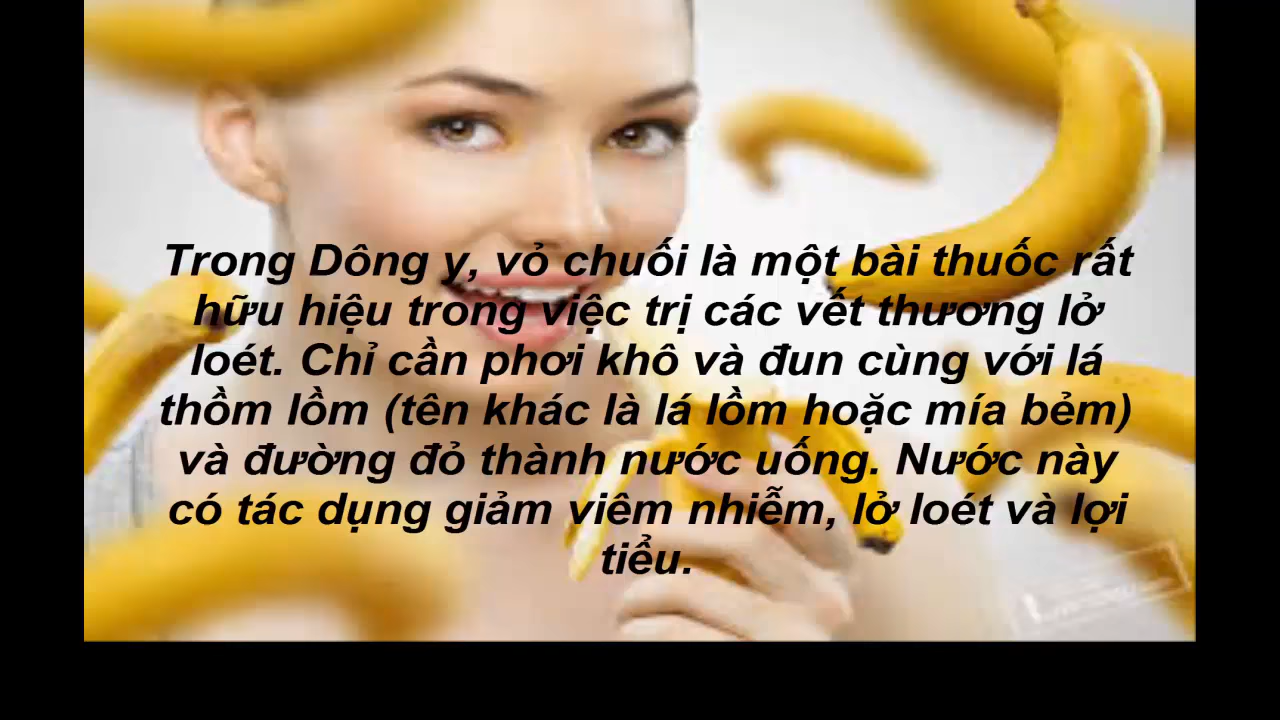 Trong Dông y, vỏ chuối là một bài thuốc rất
hữu hiệu trong việc trị các vết thương lở
loét. Chỉ cần phơi khô và đun cùng với lá
thồm lồm (tên khác là lá lồm hoặc mía bẻm)
và đường đỏ thành nước uống. Nước này
có tác dụng giảm viêm nhiễm, lở loét và lợi
tiểu.